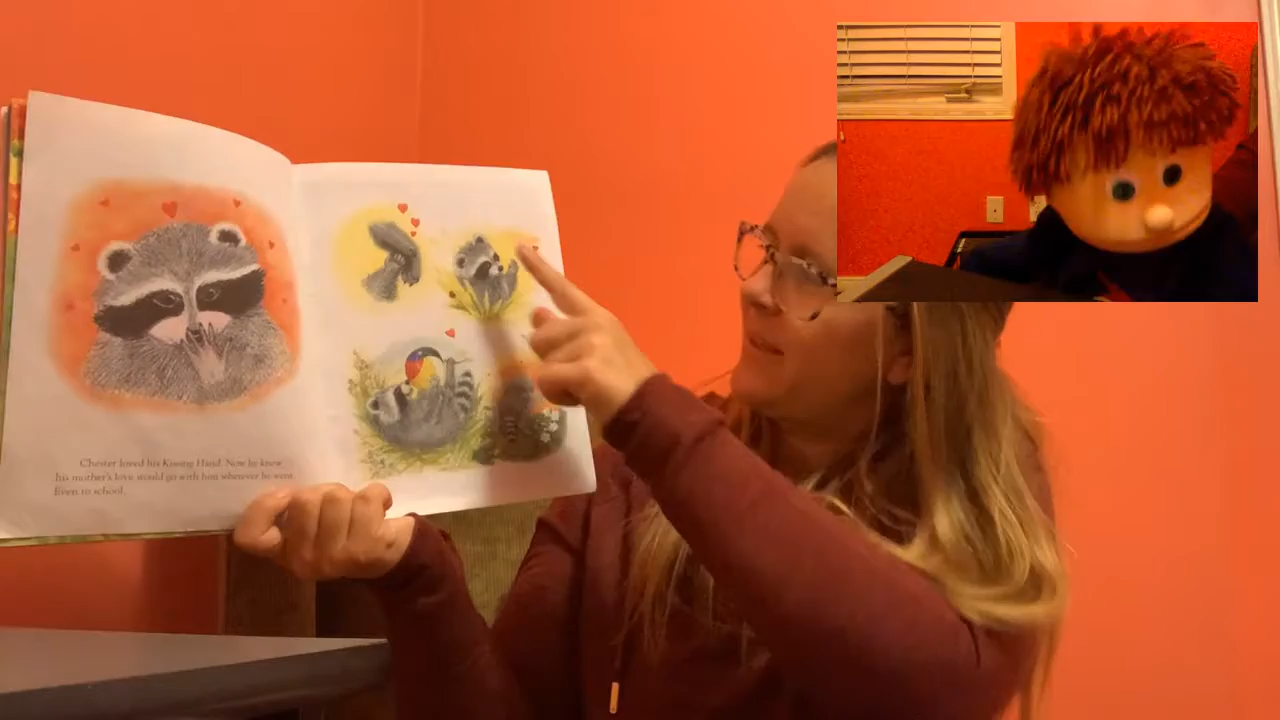 Chester loved his Kissing Hand. Now he knew
his mother's love would go with him wherever he went.
Even to school.